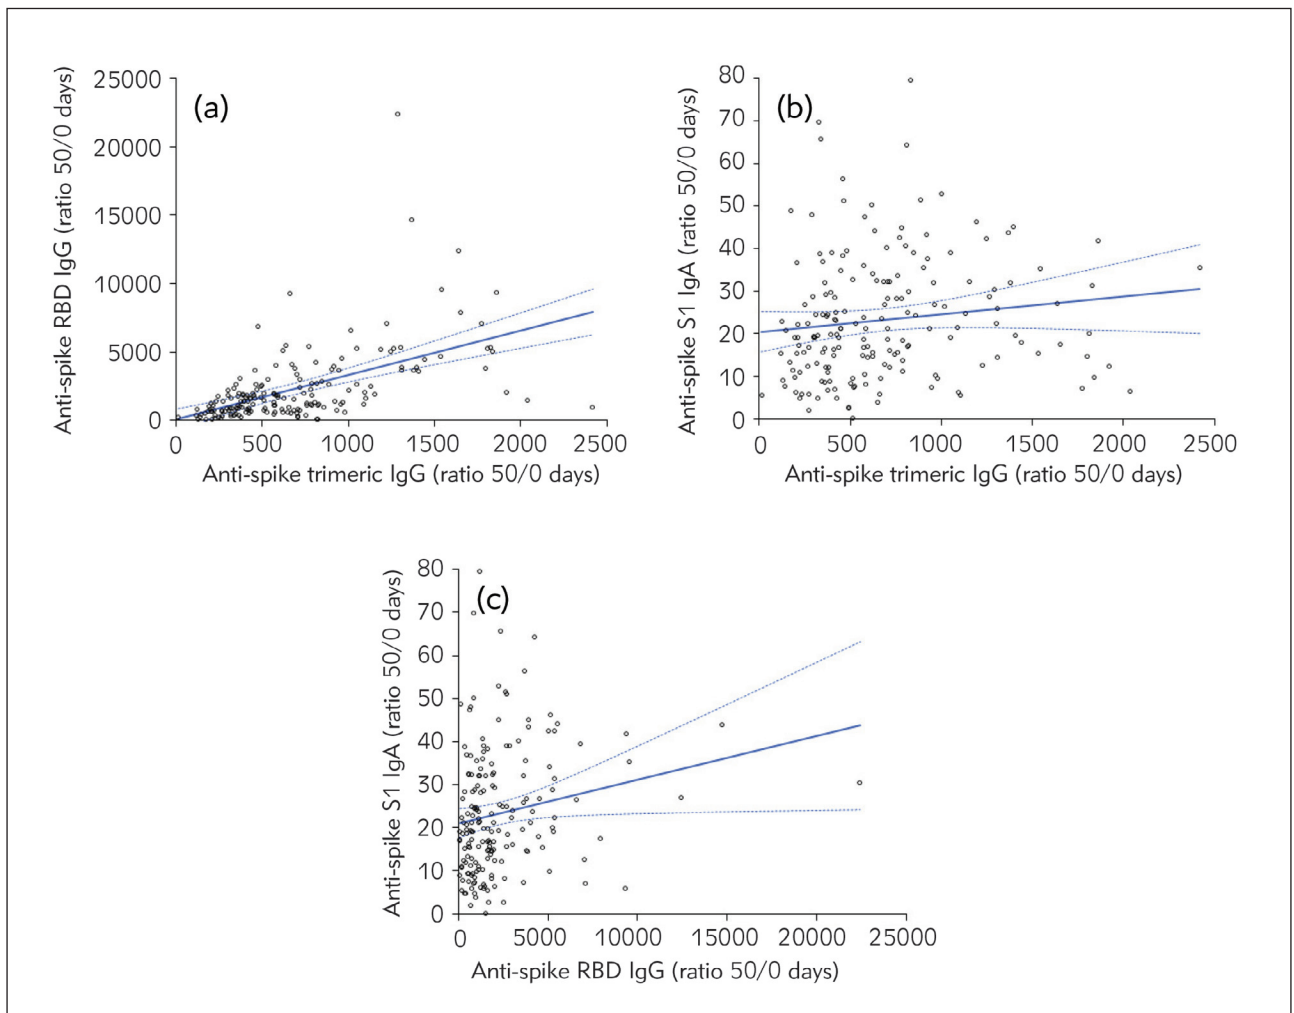 (a)
Anti-spike RBD IgG (ratio 50/0 days)
25000
20000
15000
10000
5000
0
0 500 1000 1500 2000 2500
Anti-spike trimeric IgG (ratio 50/0 days)
(b)
Anti-spike S1 IgA (ratio 50/0 days)
80
70
60
50
40
30
20
10
0
0 500 1000 1500 2000 2500
Anti-spike trimeric IgG (ratio 50/0 days)
(c)
Anti-spike S1 IgA (ratio 50/0 days)
80
70
60
50
40
30
20
10
0
0 5000 10000 15000 20000 25000
Anti-spike RBD IgG (ratio 50/0 days)